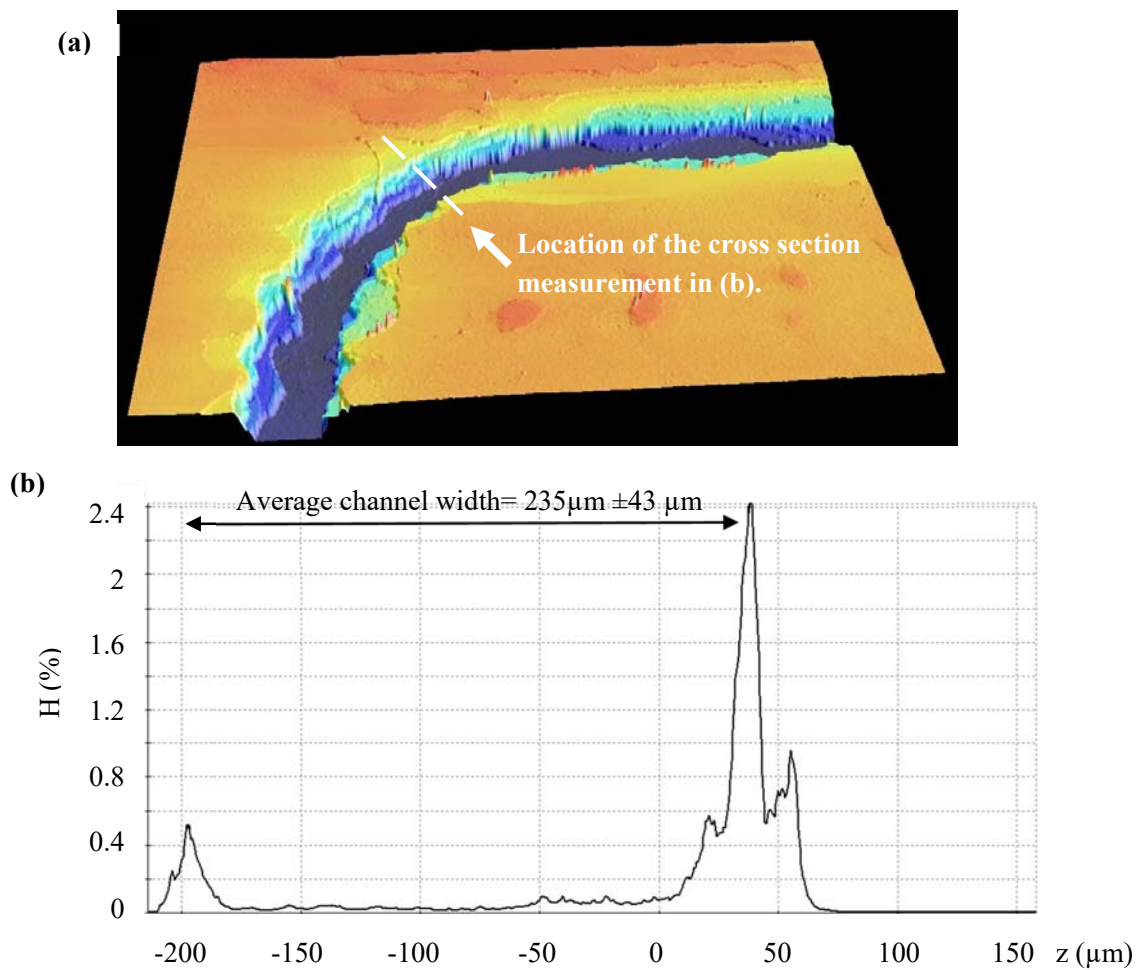 (a)
Location of the cross section
measurement in (b).
(b)
Average channel width= 235µm ±43 µm
2.4
2
1.6
1.2
0.8
0.4
0
H (%)
-200 -150 -100 -50 0 50 100 150 z (µm)